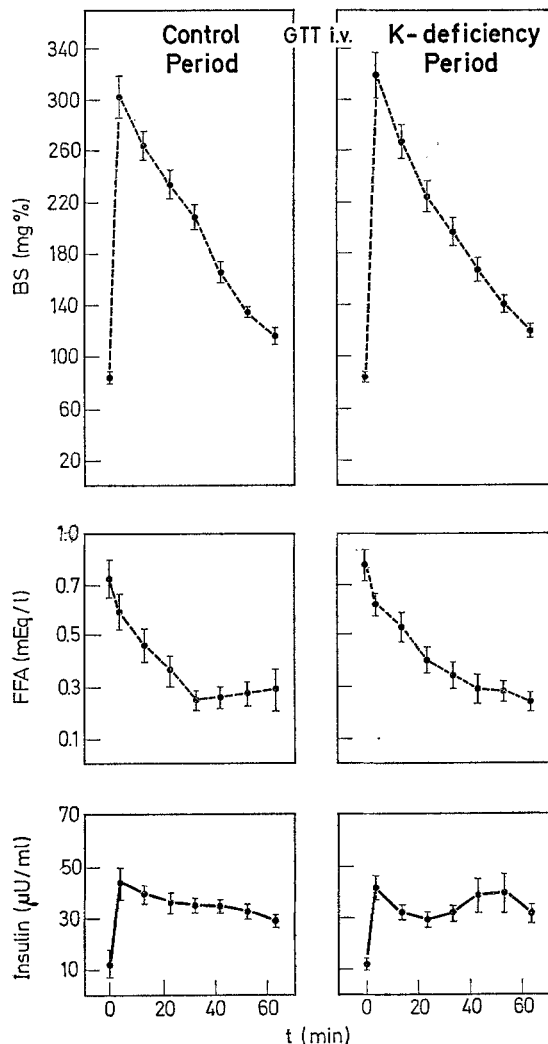 Control Period
GTT i.v.
K-deficiency Period
BS (mg%)
340
300
260
220
180
140
100
60
20
FFA (mEq/l)
1.0
0.7
0.5
0.3
0.1
Insulin (µU/ml)
70
50
30
10
0 20 40 60
0 20 40 60
t (min)